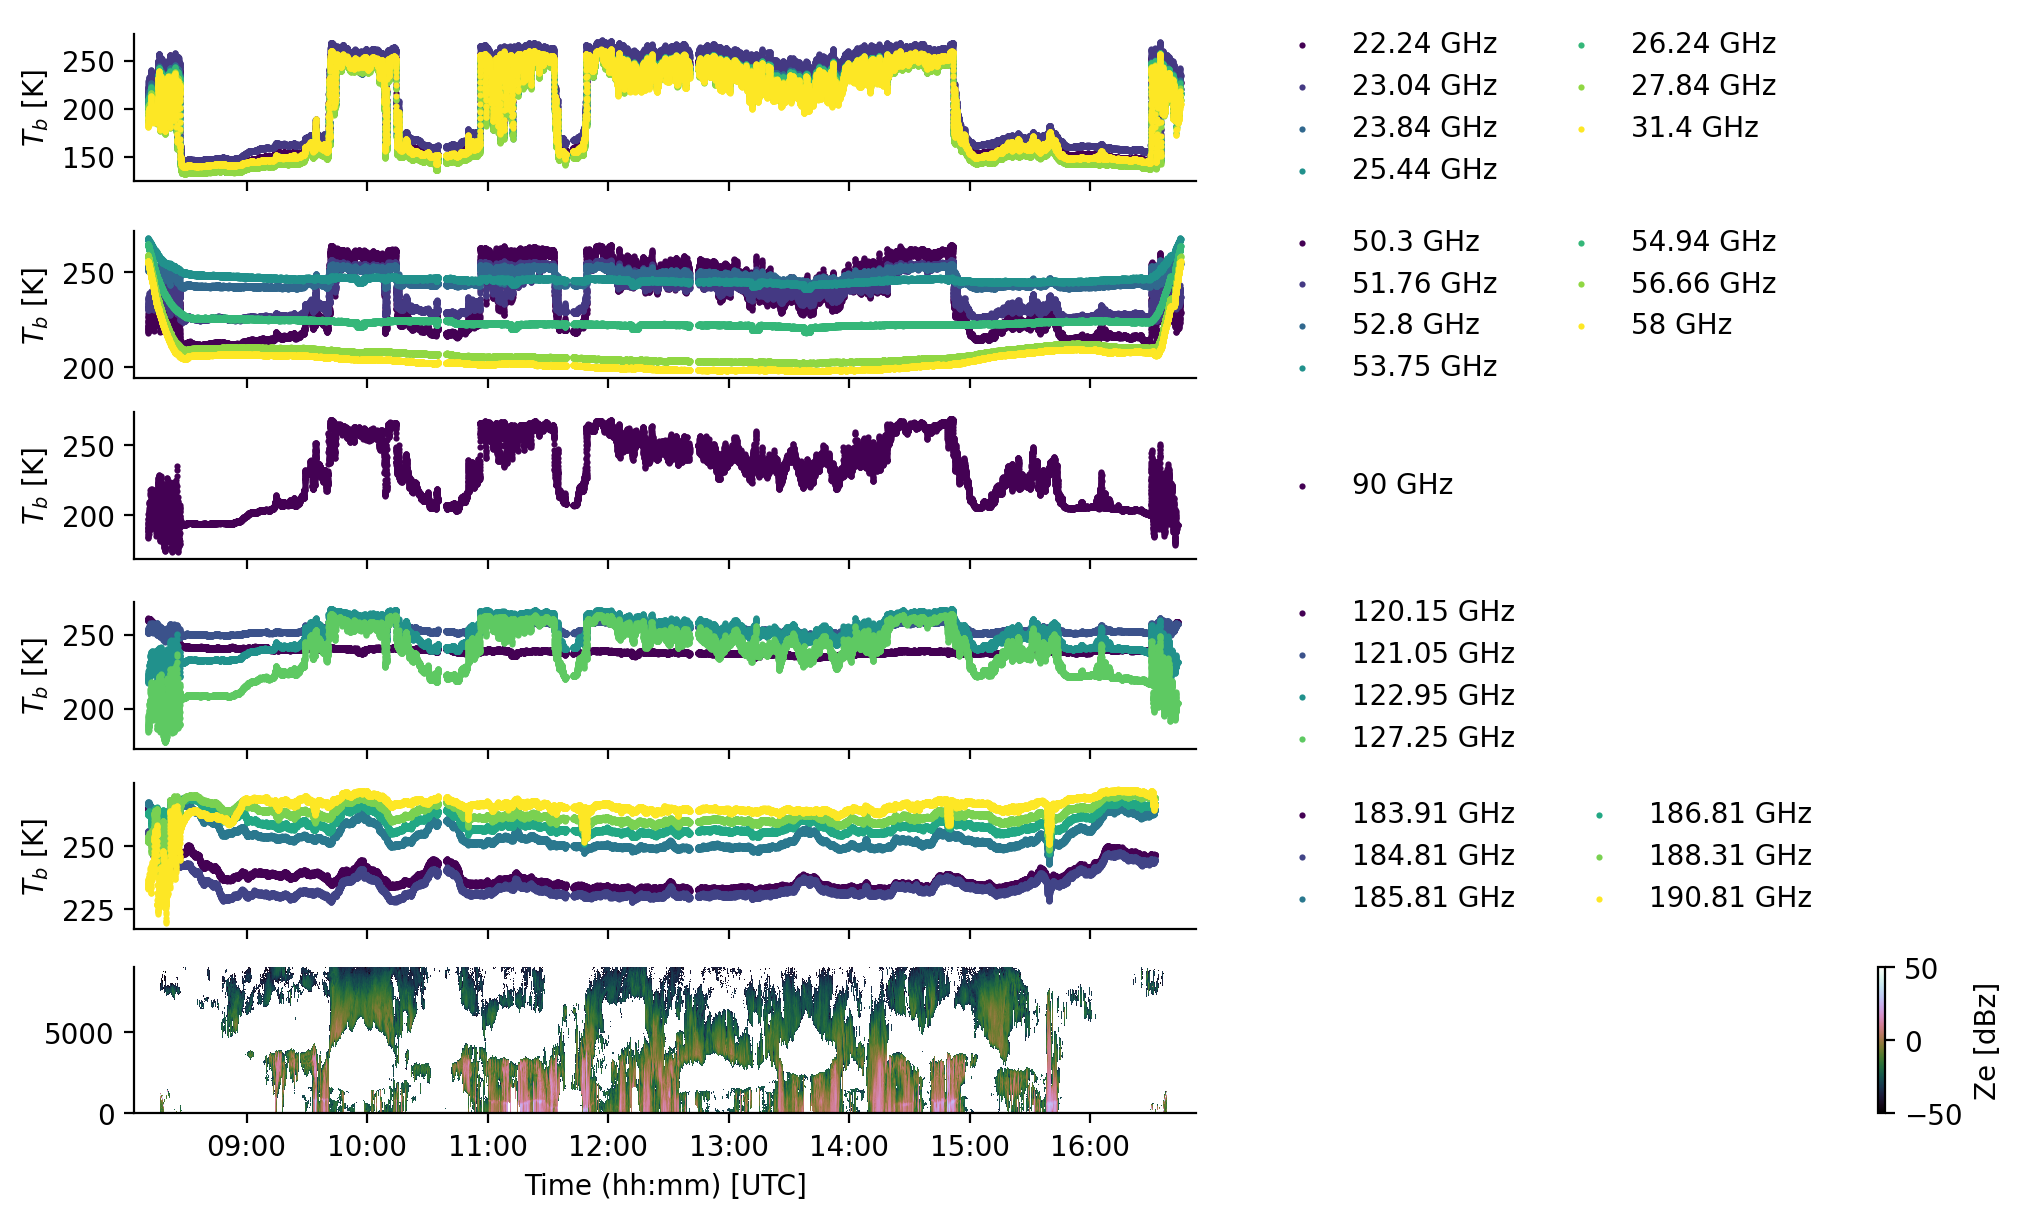 250
200
150
T_b [K]
22.24 GHz 26.24 GHz
23.04 GHz 27.84 GHz
23.84 GHz 31.4 GHz
25.44 GHz
250
200
T_b [K]
50.3 GHz 54.94 GHz
51.76 GHz 56.66 GHz
52.8 GHz 58 GHz
53.75 GHz
250
200
T_b [K]
90 GHz
250
200
T_b [K]
120.15 GHz
121.05 GHz
122.95 GHz
127.25 GHz
250
225
T_b [K]
183.91 GHz 186.81 GHz
184.81 GHz 188.31 GHz
185.81 GHz 190.81 GHz
5000
0
50
0
−50
Ze [dBz]
09:00 10:00 11:00 12:00 13:00 14:00 15:00 16:00
Time (hh:mm) [UTC]